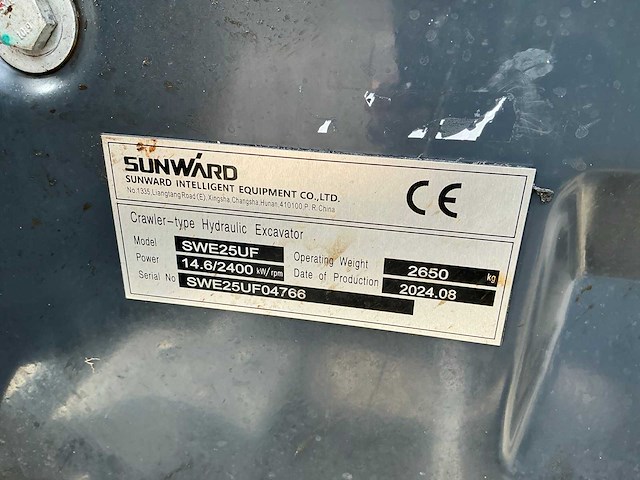 SUNWARD
SUNWARD INTELLIGENT EQUIPMENT CO.,LTD.
No.1335,Liangtang Road (E), Xingsha, Changsha, Hunan, 410100, P. R. China
CE
Crawler-type Hydraulic Excavator
Model SWE25UF Operating Weight 2650 kg
Power 14.6/2400 kW/rpm Date of Production 2024.08
Serial No SWE25UF04766